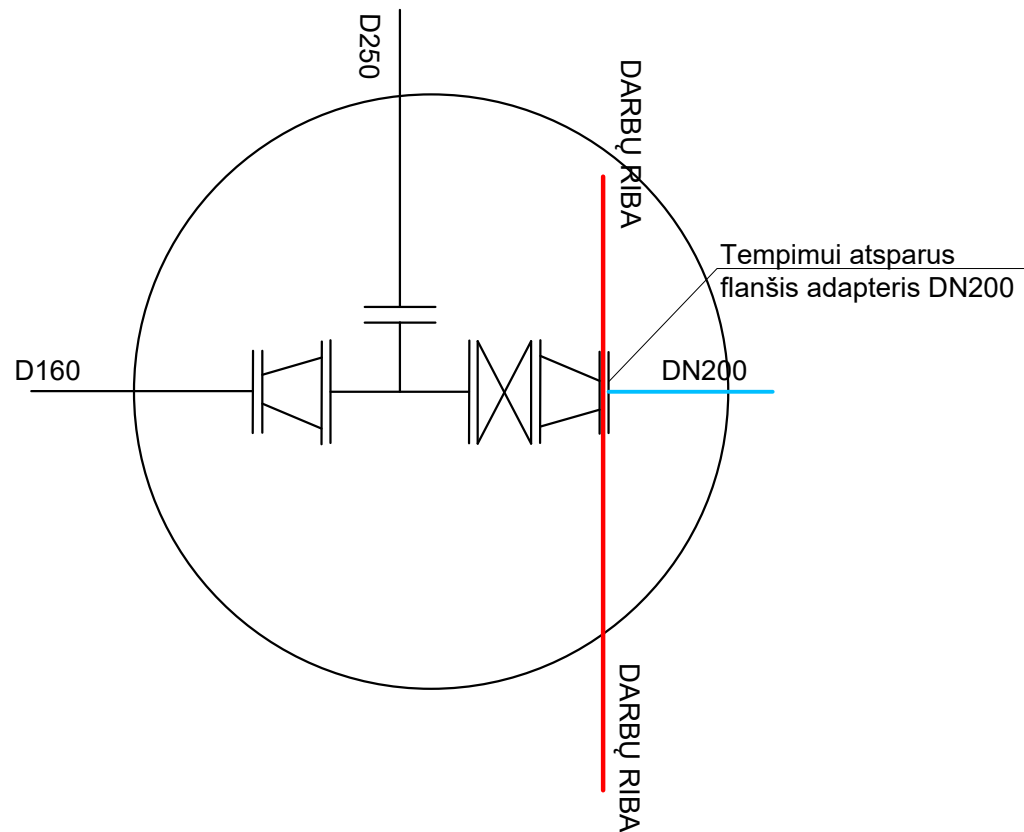 D250
DARBŲ RIBA
Tempimui atsparus
flanšis adapteris DN200
D160
DN200
DARBŲ RIBA